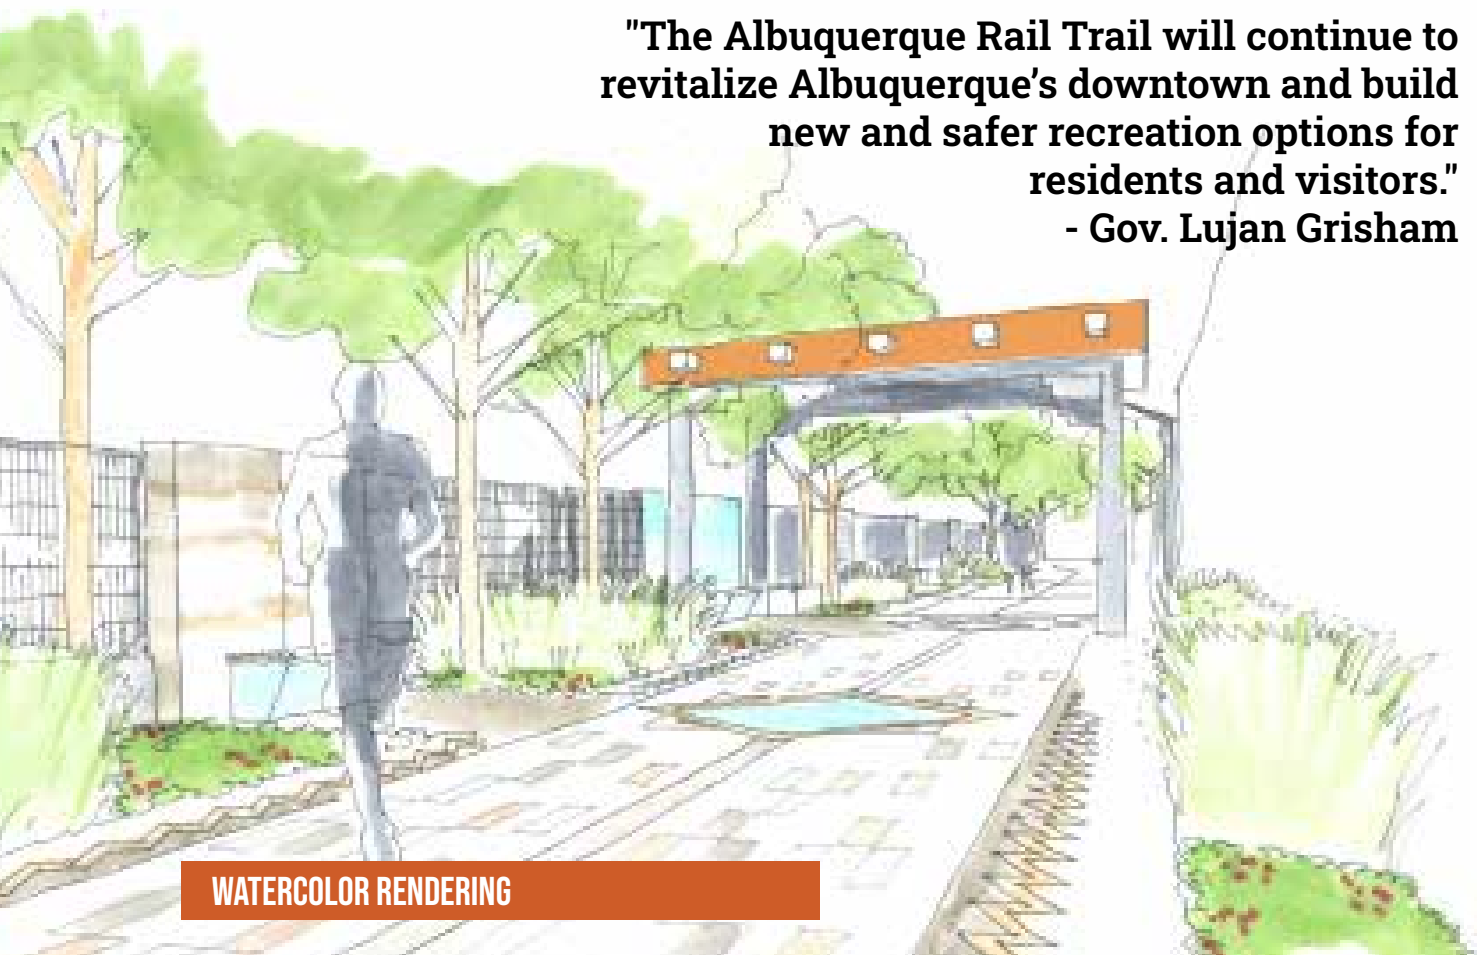 "The Albuquerque Rail Trail will continue to
revitalize Albuquerque’s downtown and build
new and safer recreation options for
residents and visitors."
- Gov. Lujan Grisham
WATERCOLOR RENDERING